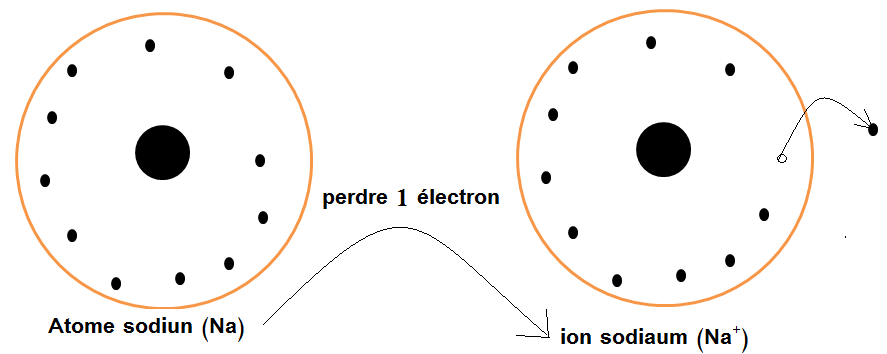 perdre 1 électron
Atome sodiun (Na)
ion sodiaum (Na⁺)